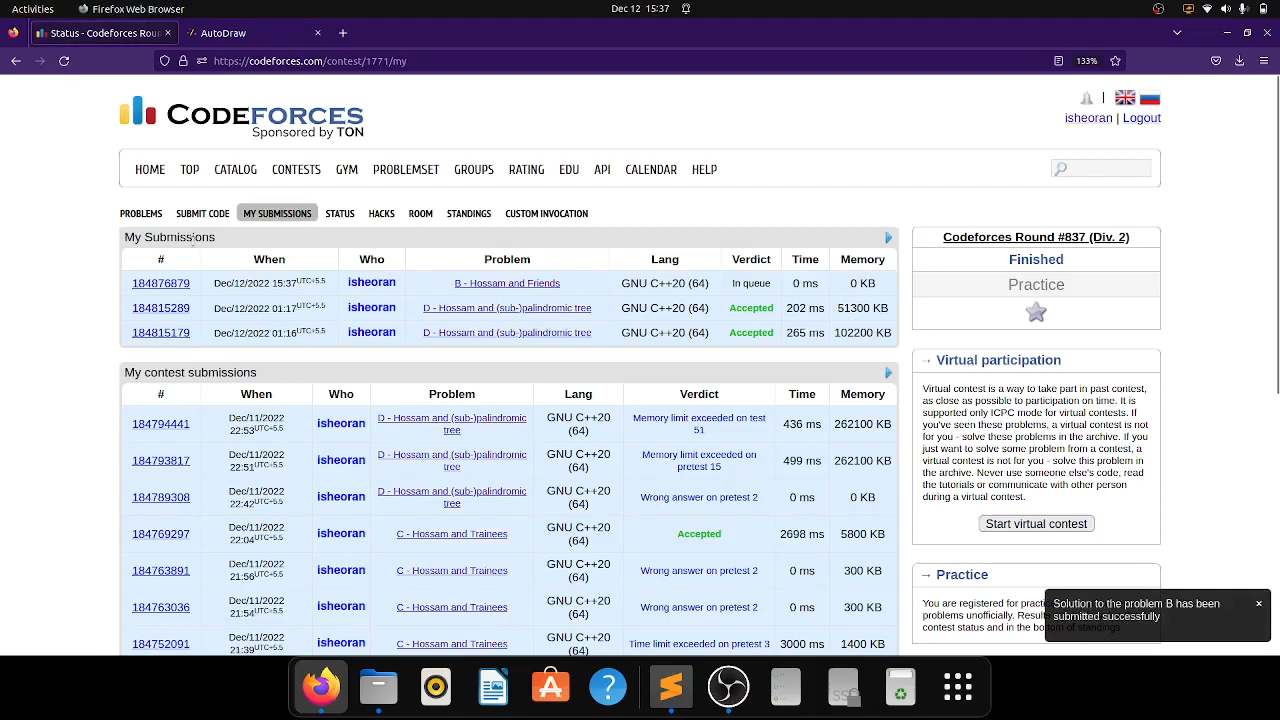 Activities
Firefox Web Browser
Dec 12 15:37
Status - Codeforces Roun
AutoDraw
https://codeforces.com/contest/1771/my
133%
CODEFORCES
Sponsored by TON
isheoran | Logout
HOME TOP CATALOG CONTESTS GYM PROBLEMSET GROUPS RATING EDU API CALENDAR HELP
PROBLEMS SUBMIT CODE MY SUBMISSIONS STATUS HACKS ROOM STANDINGS CUSTOM INVOCATION
My Submissions
# When Who Problem Lang Verdict Time Memory
184876879 Dec/12/2022 15:37UTC+5.5 isheoran B - Hossam and Friends GNU C++20 (64) In queue 0 ms 0 KB
184815289 Dec/12/2022 01:17UTC+5.5 isheoran D - Hossam and (sub-)palindromic tree GNU C++20 (64) Accepted 202 ms 51300 KB
184815179 Dec/12/2022 01:16UTC+5.5 isheoran D - Hossam and (sub-)palindromic tree GNU C++20 (64) Accepted 265 ms 102200 KB
My contest submissions
# When Who Problem Lang Verdict Time Memory
184794441 Dec/11/2022 22:53UTC+5.5 isheoran D - Hossam and (sub-)palindromic tree GNU C++20 (64) Memory limit exceeded on test 51 436 ms 262100 KB
184793817 Dec/11/2022 22:51UTC+5.5 isheoran D - Hossam and (sub-)palindromic tree GNU C++20 (64) Memory limit exceeded on pretest 15 499 ms 262100 KB
184789308 Dec/11/2022 22:42UTC+5.5 isheoran D - Hossam and (sub-)palindromic tree GNU C++20 (64) Wrong answer on pretest 2 0 ms 0 KB
184769297 Dec/11/2022 22:04UTC+5.5 isheoran C - Hossam and Trainees GNU C++20 (64) Accepted 2698 ms 5800 KB
184763891 Dec/11/2022 21:56UTC+5.5 isheoran C - Hossam and Trainees GNU C++20 (64) Wrong answer on pretest 2 0 ms 300 KB
184763036 Dec/11/2022 21:54UTC+5.5 isheoran C - Hossam and Trainees GNU C++20 (64) Wrong answer on pretest 2 0 ms 300 KB
184752091 Dec/11/2022 21:39UTC+5.5 isheoran C - Hossam and Trainees GNU C++20 (64) Time limit exceeded on pretest 3 3000 ms 1400 KB
Codeforces Round #837 (Div. 2)
Finished
Practice
→ Virtual participation
Virtual contest is a way to take part in past contest,
as close as possible to participation on time. It is
supported only ICPC mode for virtual contests. If
you've seen these problems, a virtual contest is not
for you - solve these problems in the archive. If you
just want to solve some problem from a contest, a
virtual contest is not for you - solve this problem in
the archive. Never use someone else's code, read
the tutorials or communicate with other person
during a virtual contest.
Start virtual contest
→ Practice
You are registered for practi
problems unofficially. Result
contest status and in the bottom of standings.
Solution to the problem B has been
submitted successfully